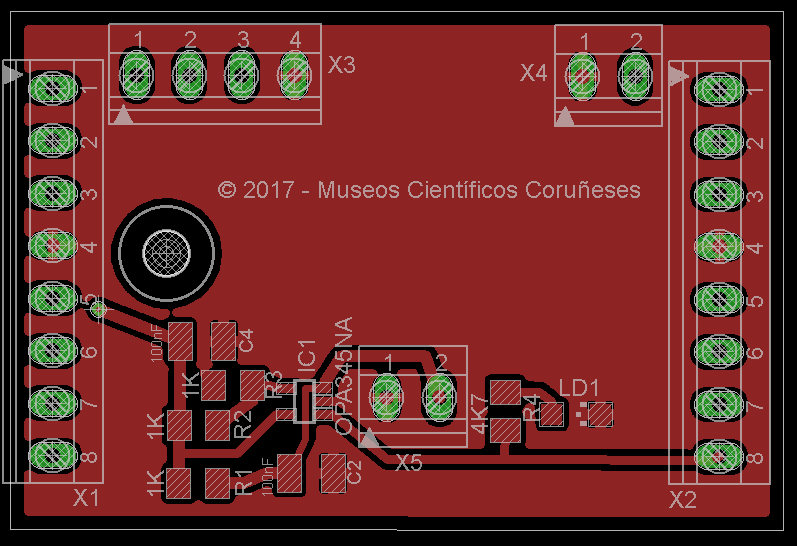 1 2 3 4
X3
X4
1 2
1
2
3
4
5
6
7
8
X1
1
2
3
4
5
6
7
8
X2
© 2017 - Museos Científicos Coruñeses
100nF
C4
1K
R3
1K
R2
1K
R1
100nF
C2
IC1
OPA345NA
1 2
X5
4K7
R4
LD1